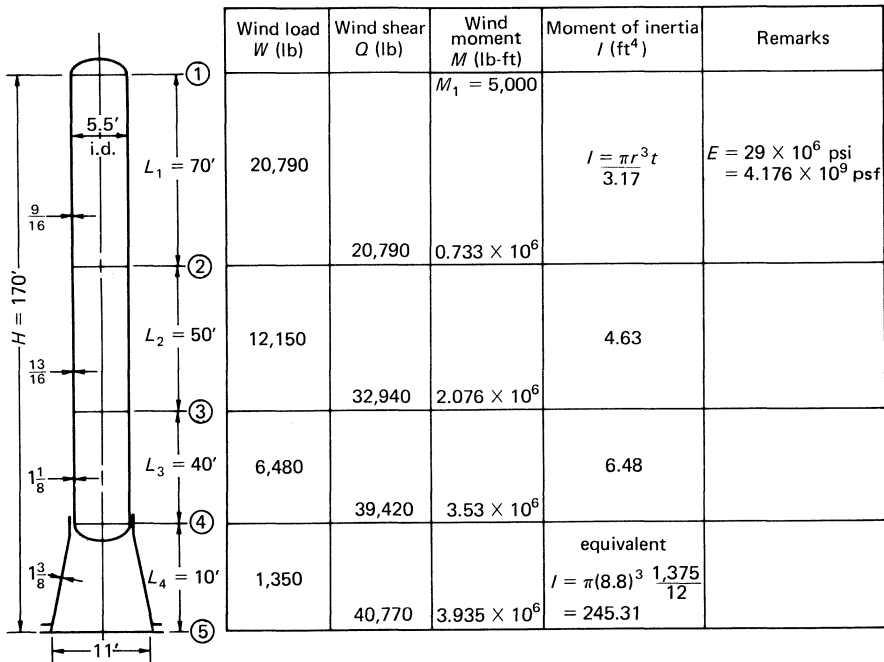 Wind load
W (lb)
Wind shear
Q (lb)
Wind
moment
M (lb-ft)
Moment of inertia
I (ft⁴)
Remarks
①
M₁ = 5,000
5.5′
i.d.
L₁ = 70′
20,790
I = πr³t
3.17
E = 29 × 10⁶ psi
= 4.176 × 10⁹ psf
9/16
20,790
0.733 × 10⁶
②
H = 170′
L₂ = 50′
12,150
4.63
13/16
32,940
2.076 × 10⁶
③
L₃ = 40′
6,480
6.48
1 1/8
39,420
3.53 × 10⁶
④
equivalent
1 3/8
L₄ = 10′
1,350
I = π(8.8)³ 1,375/12
= 245.31
40,770
3.935 × 10⁶
⑤
11′